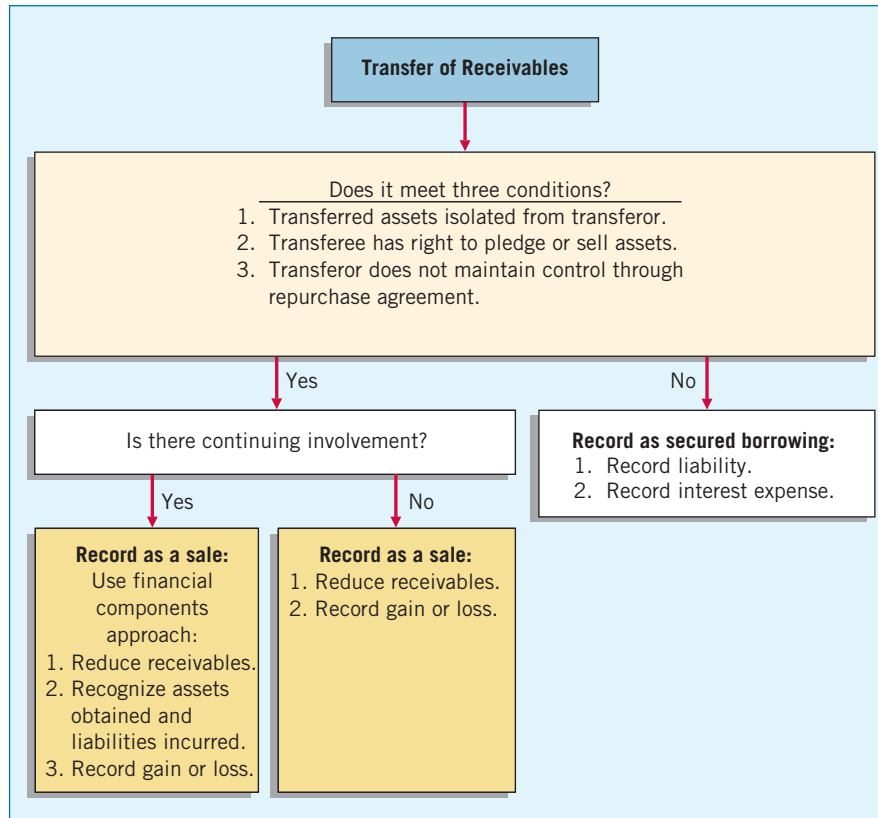 Transfer of Receivables
Does it meet three conditions?
1. Transferred assets isolated from transferor.
2. Transferee has right to pledge or sell assets.
3. Transferor does not maintain control through
repurchase agreement.
Yes
No
Is there continuing involvement?
Record as secured borrowing:
1. Record liability.
2. Record interest expense.
Yes
No
Record as a sale:
Use financial
components
approach:
1. Reduce receivables.
2. Recognize assets
obtained and
liabilities incurred.
3. Record gain or loss.
Record as a sale:
1. Reduce receivables.
2. Record gain or loss.